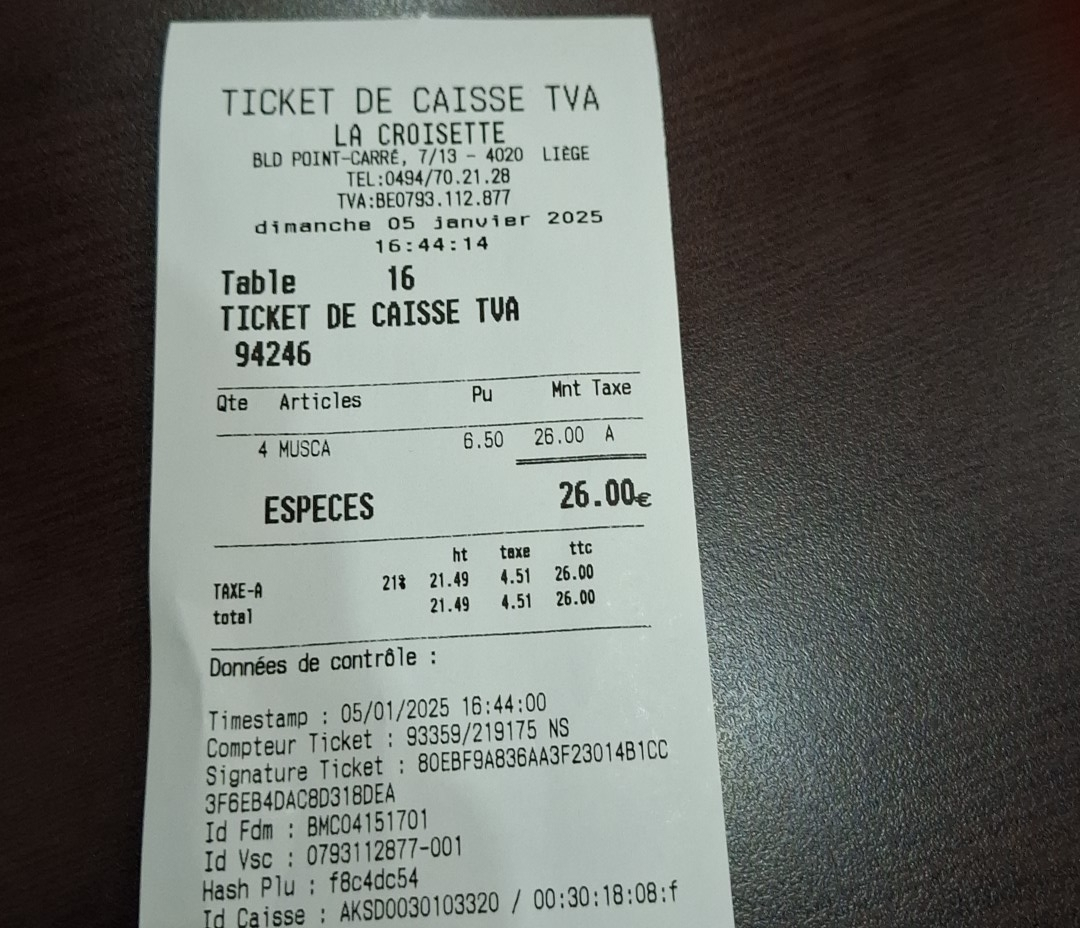 TICKET DE CAISSE TVA
LA CROISETTE
BLD POINT-CARRÉ, 7/13 - 4020 LIÈGE
TEL:0494/70.21.28
TVA:BE0793.112.877
dimanche 05 janvier 2025
16:44:14
Table 16
TICKET DE CAISSE TVA
94246
Qte Articles Pu Mnt Taxe
4 MUSCA 6.50 26.00 A
ESPECES 26.00€
ht taxe ttc
TAXE-A 21% 21.49 4.51 26.00
total 21.49 4.51 26.00
Données de contrôle :
Timestamp : 05/01/2025 16:44:00
Compteur Ticket : 93359/219175 NS
Signature Ticket : 80EBF9A836AA3F23014B1CC
3F6EB4DAC8D318DEA
Id Fdm : BMC04151701
Id Vsc : 0793112877-001
Hash Plu : f8c4dc54
Id Caisse : AKSD0030103320 / 00:30:18:08:f